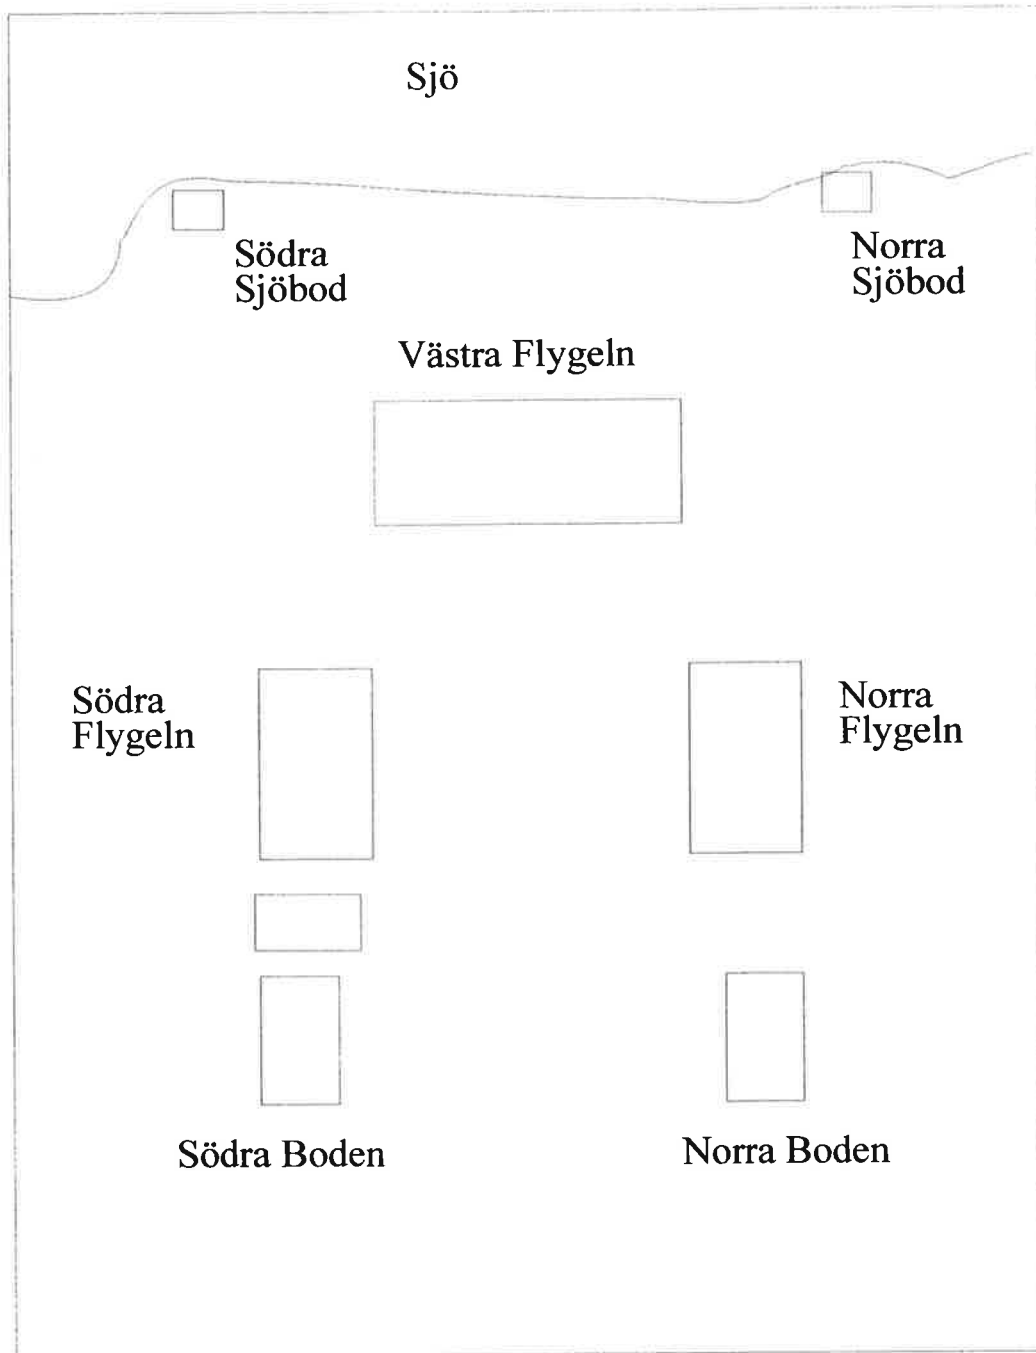 Sjö
Södra
Sjöbod
Norra
Sjöbod
Västra Flygeln
Södra
Flygeln
Norra
Flygeln
Södra Boden
Norra Boden